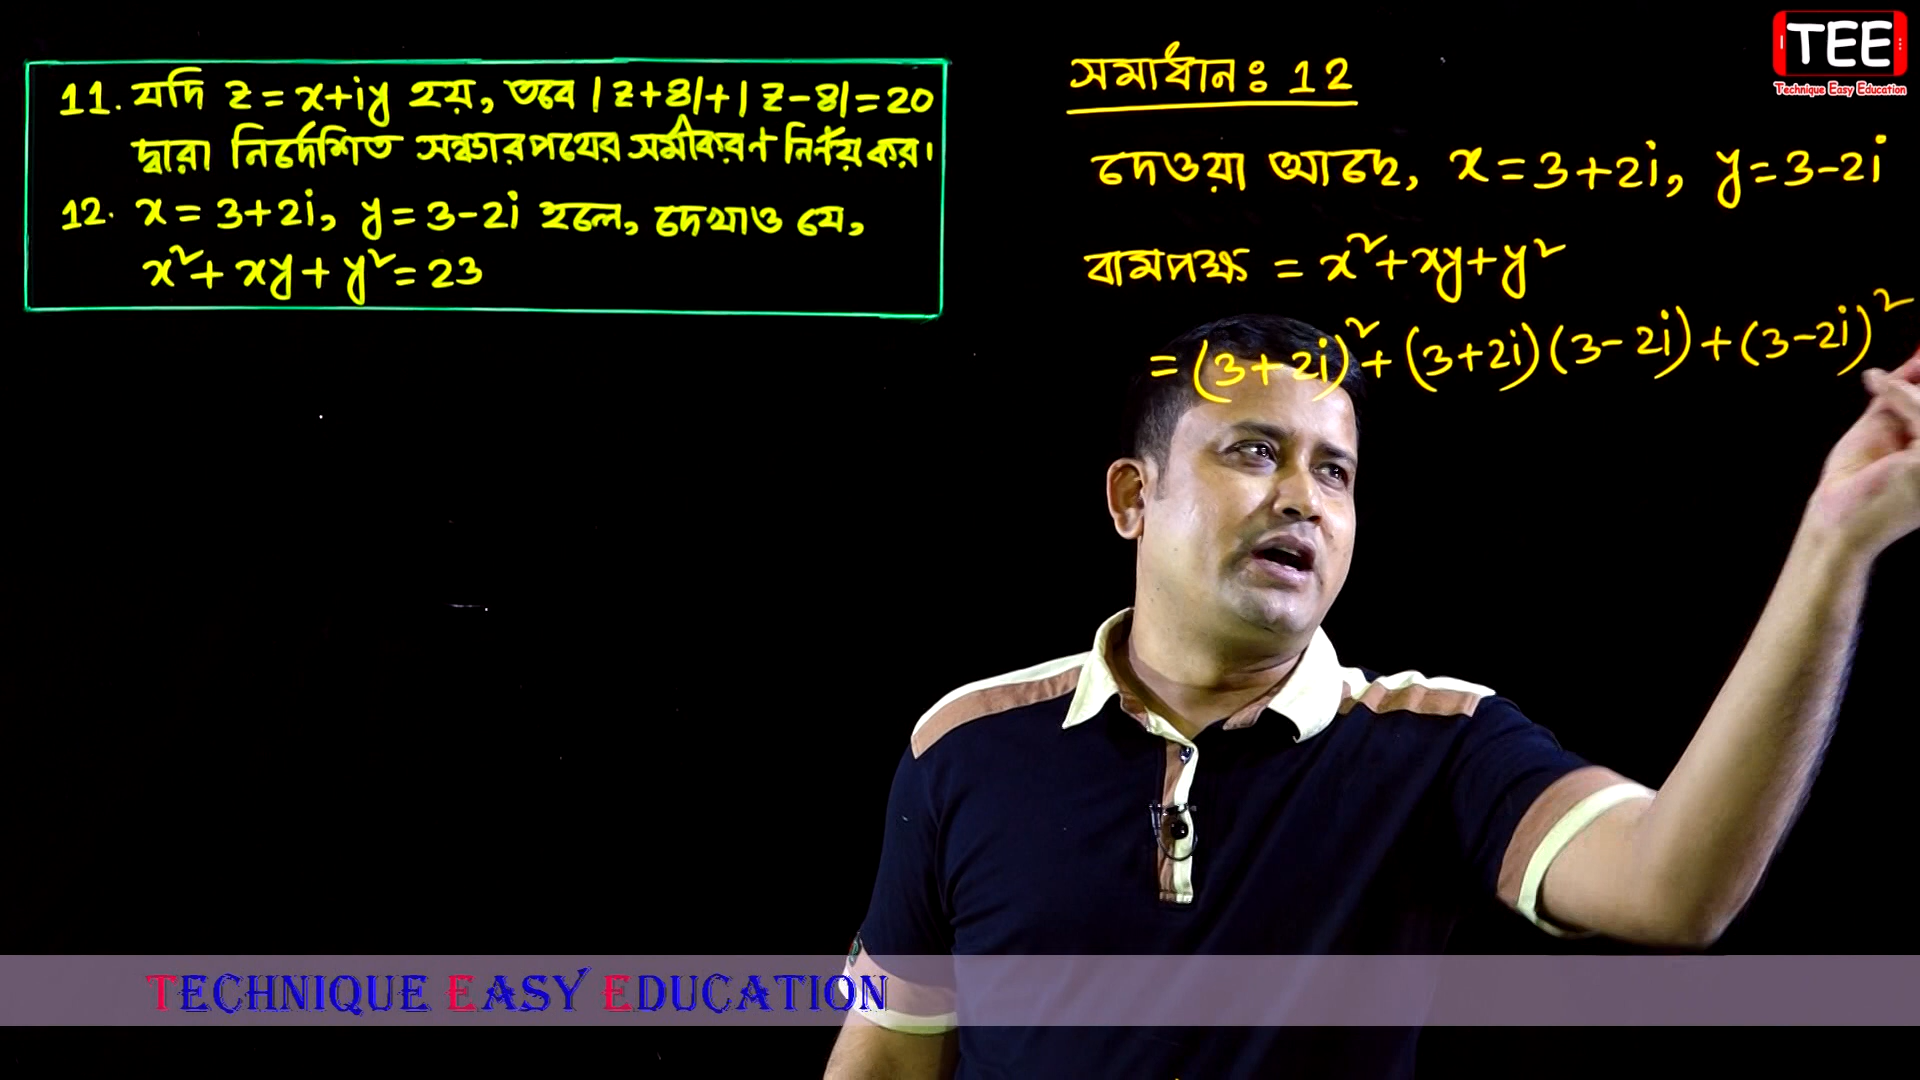 11. যদি z = x+iy হয়, তবে |z+8|+|z-8|=20
দ্বারা নির্দেশিত সঞ্চারপথের সমীকরণ নির্ণয় কর।
12. x = 3+2i, y = 3-2i হলে, দেখাও যে,
x²+ xy + y² = 23
সমাধান: 12
দেওয়া আছে, x = 3+2i, y = 3-2i
বামপক্ষ = x²+xy+y²
= (3+2i)² + (3+2i)(3-2i) + (3-2i)²
TEE
Technique Easy Education
TECHNIQUE EASY EDUCATION